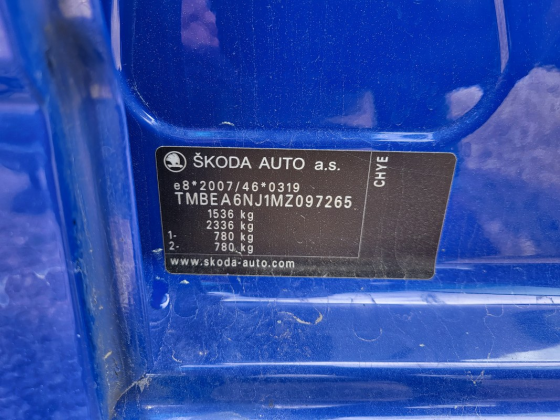 ŠKODA AUTO a.s.
e8*2007/46*0319
TMBEA6NJ1MZ097265
1536 kg
2336 kg
1- 780 kg
2- 780 kg
www.skoda-auto.com
CHYE